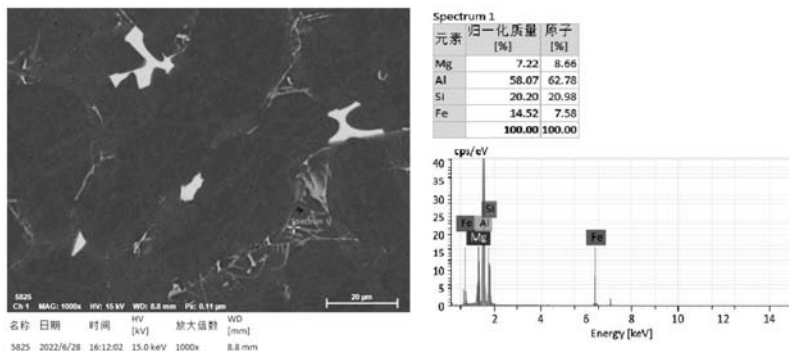 Spectrum 1
元素 归一化质量 [%] 原子 [%]
Mg 7.22 8.66
Al 58.07 62.78
Si 20.20 20.98
Fe 14.52 7.58
100.00 100.00
Spectrum 1
5825
Ch 1 MAG: 1000x HV: 15 kV WD: 8.8 mm Px: 0.11 µm
20 µm
名称 日期 时间 HV [kV] 放大倍数 WD [mm]
5825 2022/6/28 16:12:02 15.0 keV 1000x 8.8 mm
cps/eV
40
35
30
25
20
15
10
5
0
Si
Fe Al
Mg
Fe
2 4 6 8 10 12 14
Energy [keV]